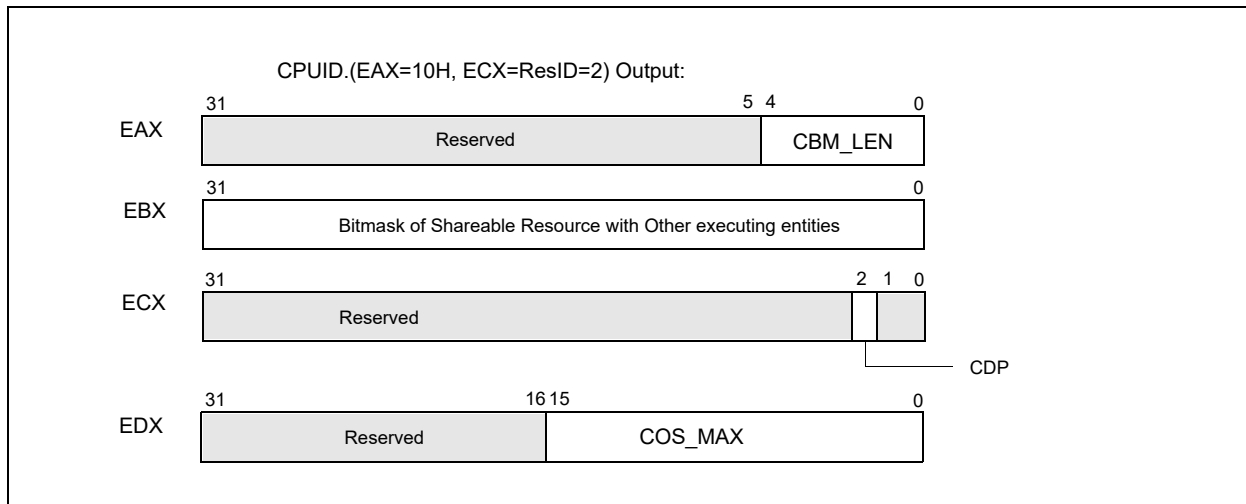 CPUID.(EAX=10H, ECX=ResID=2) Output:
31 5 4 0
EAX Reserved CBM_LEN
31 0
EBX Bitmask of Shareable Resource with Other executing entities
31 2 1 0
ECX Reserved
CDP
31 16 15 0
EDX Reserved COS_MAX